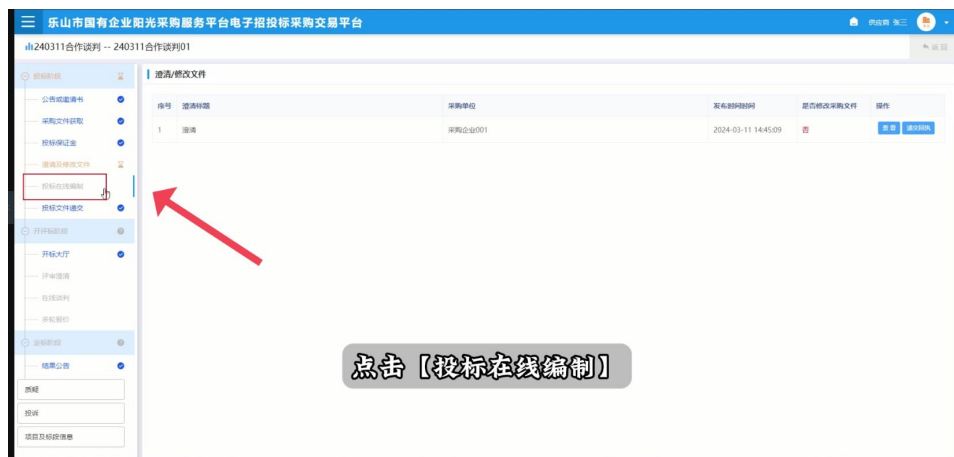 乐山市国有企业阳光采购服务平台电子招投标采购交易平台
供应商 张三
240311合作谈判 -- 240311合作谈判01
返回
投标阶段
澄清/修改文件
公告或邀请书
采购文件获取
投标保证金
澄清及修改文件
投标在线编制
投标文件递交
开评标阶段
开标大厅
评审澄清
在线谈判
多轮报价
定标阶段
结果公告
质疑
投诉
项目及标段信息
序号 澄清标题 采购单位 发布时间时间 是否修改采购文件 操作
1 澄清 采购企业001 2024-03-11 14:45:09 否 查看 递交回执
点击【投标在线编制】